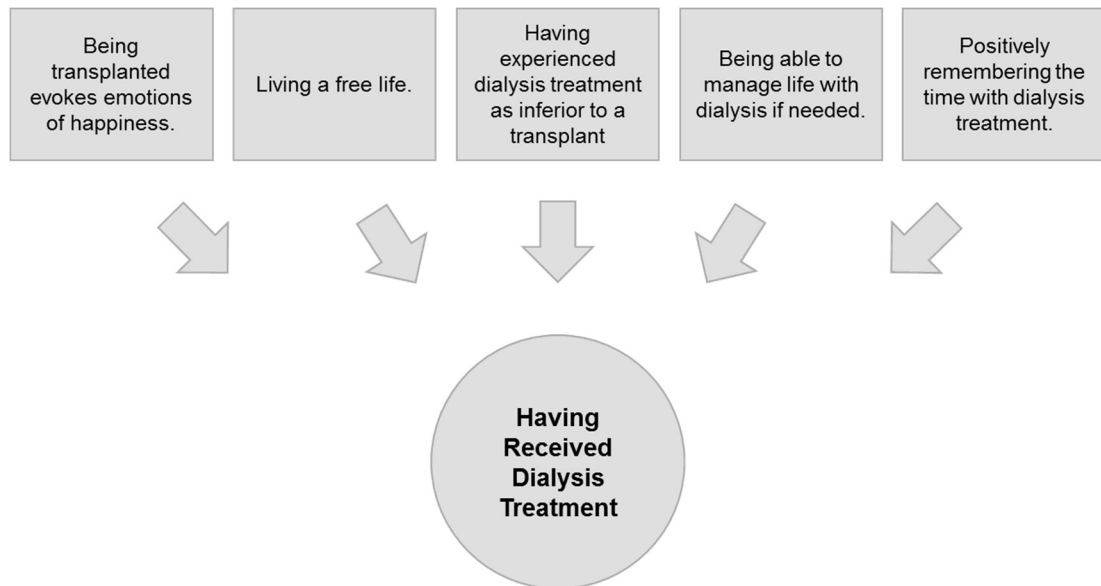 Being
transplanted
evokes emotions
of happiness.
Living a free life.
Having
experienced
dialysis treatment
as inferior to a
transplant
Being able to
manage life with
dialysis if needed.
Positively
remembering the
time with dialysis
treatment.
Having
Received
Dialysis
Treatment